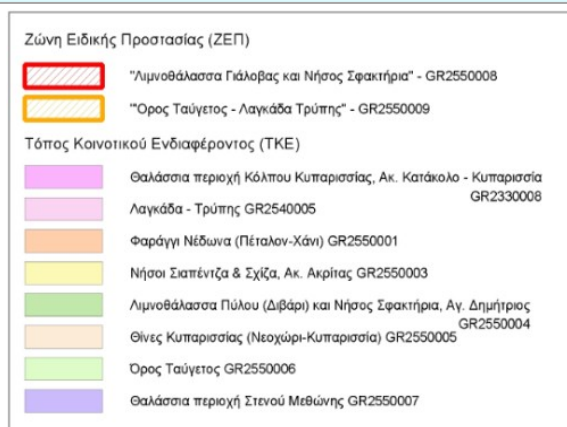 Ζώνη Ειδικής Προστασίας (ΖΕΠ)
"Λιμνοθάλασσα Γιάλοβας και Νήσος Σφακτήρια" - GR2550008
"Όρος Ταΰγετος - Λαγκάδα Τρύπης" - GR2550009
Τόπος Κοινοτικού Ενδιαφέροντος (ΤΚΕ)
Θαλάσσια περιοχή Κόλπου Κυπαρισσίας, Ακ. Κατάκολο - Κυπαρισσία
GR2330008
Λαγκάδα - Τρύπης GR2540005
Φαράγγι Νέδωνα (Πέταλον-Χάνι) GR2550001
Νήσοι Σιαπέντζα & Σχίζα, Ακ. Ακρίτας GR2550003
Λιμνοθάλασσα Πύλου (Διβάρι) και Νήσος Σφακτήρια, Αγ. Δημήτριος
GR2550004
Θίνες Κυπαρισσίας (Νεοχώρι-Κυπαρισσία) GR2550005
Όρος Ταΰγετος GR2550006
Θαλάσσια περιοχή Στενού Μεθώνης GR2550007